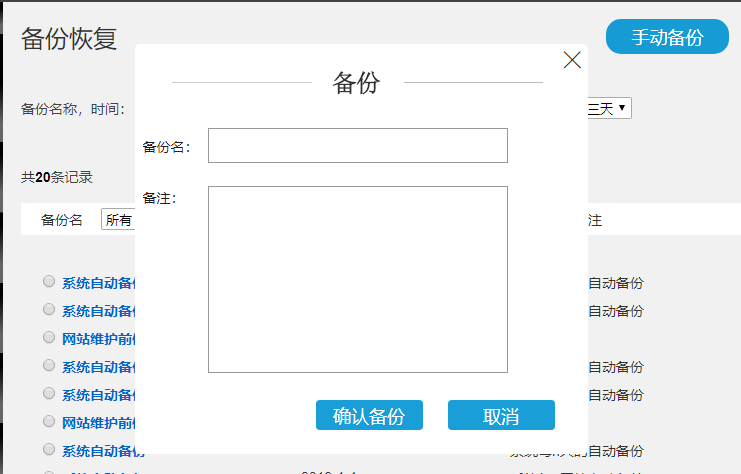 备份恢复
手动备份
备份
备份名称，时间：
三天
备份名：
共20条记录
备注：
备份名 所有
注
系统自动备份
自动备份
系统自动备份
自动备份
网站维护前
系统自动备份
自动备份
系统自动备份
自动备份
网站维护前
确认备份 取消
系统自动备份
自动备份